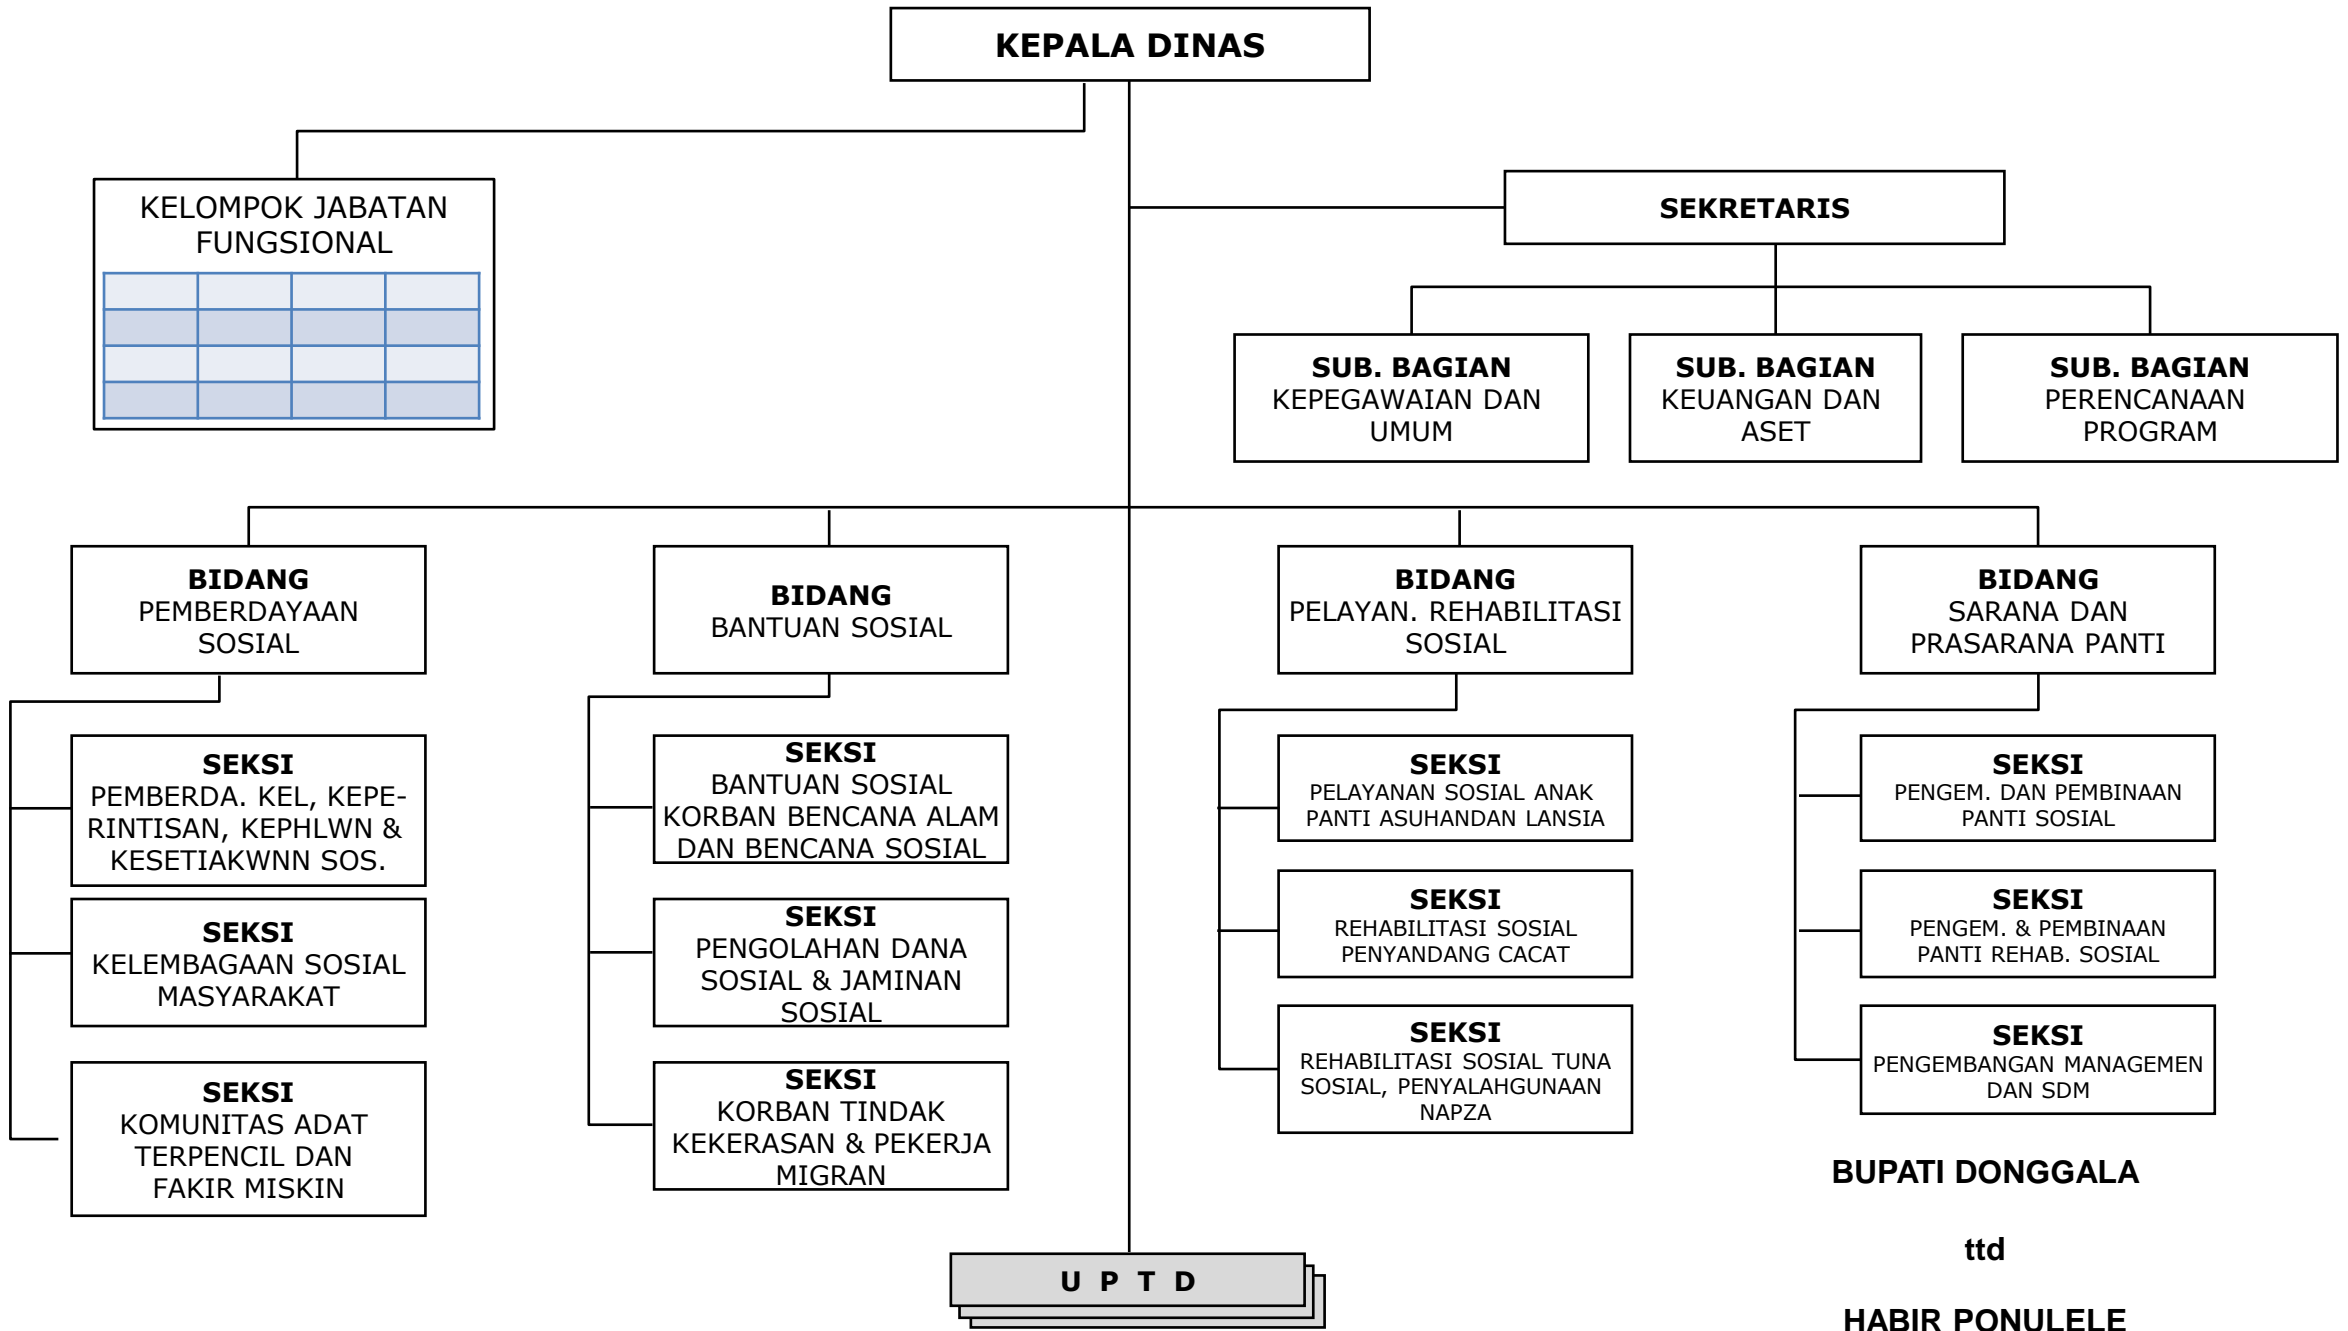 KEPALA DINAS
KELOMPOK JABATAN
FUNGSIONAL
SEKRETARIS
SUB. BAGIAN
KEPEGAWAIAN DAN
UMUM
SUB. BAGIAN
KEUANGAN DAN
ASET
SUB. BAGIAN
PERENCANAAN
PROGRAM
BIDANG
PEMBERDAYAAN
SOSIAL
BIDANG
BANTUAN SOSIAL
BIDANG
PELAYAN. REHABILITASI
SOSIAL
BIDANG
SARANA DAN
PRASARANA PANTI
SEKSI
PEMBERDA. KEL, KEPE-
RINTISAN, KEPHLWN &
KESETIAKWNN SOS.
SEKSI
KELEMBAGAAN SOSIAL
MASYARAKAT
SEKSI
KOMUNITAS ADAT
TERPENCIL DAN
FAKIR MISKIN
SEKSI
BANTUAN SOSIAL
KORBAN BENCANA ALAM
DAN BENCANA SOSIAL
SEKSI
PENGOLAHAN DANA
SOSIAL & JAMINAN
SOSIAL
SEKSI
KORBAN TINDAK
KEKERASAN & PEKERJA
MIGRAN
SEKSI
PELAYANAN SOSIAL ANAK
PANTI ASUHANDAN LANSIA
SEKSI
REHABILITASI SOSIAL
PENYANDANG CACAT
SEKSI
REHABILITASI SOSIAL TUNA
SOSIAL, PENYALAHGUNAAN
NAPZA
SEKSI
PENGEM. DAN PEMBINAAN
PANTI SOSIAL
SEKSI
PENGEM. & PEMBINAAN
PANTI REHAB. SOSIAL
SEKSI
PENGEMBANGAN MANAGEMEN
DAN SDM
U P T D
BUPATI DONGGALA
ttd
HABIR PONULELE